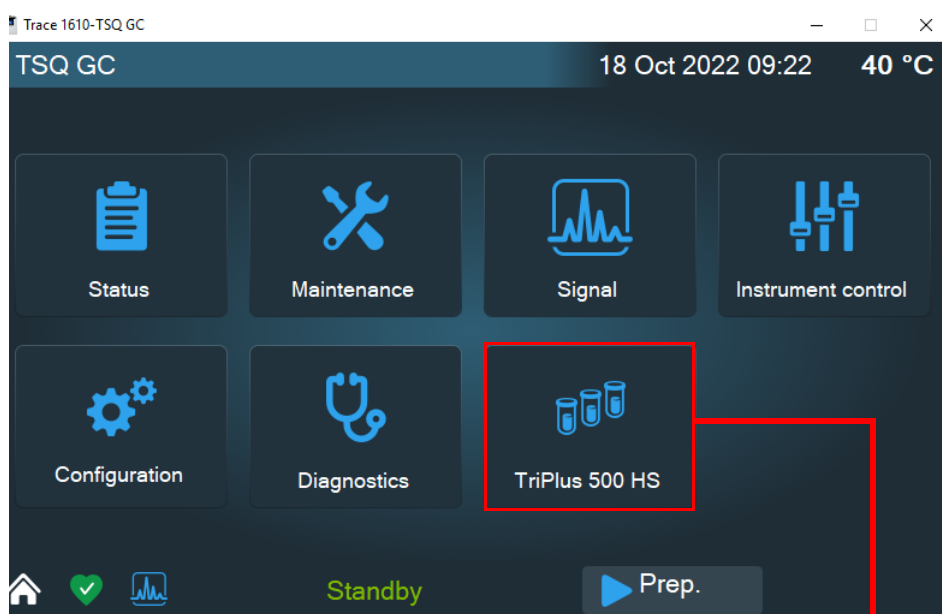 Trace 1610-TSQ GC
TSQ GC 18 Oct 2022 09:22 40 °C
Status Maintenance Signal Instrument control
Configuration Diagnostics TriPlus 500 HS
Standby Prep.